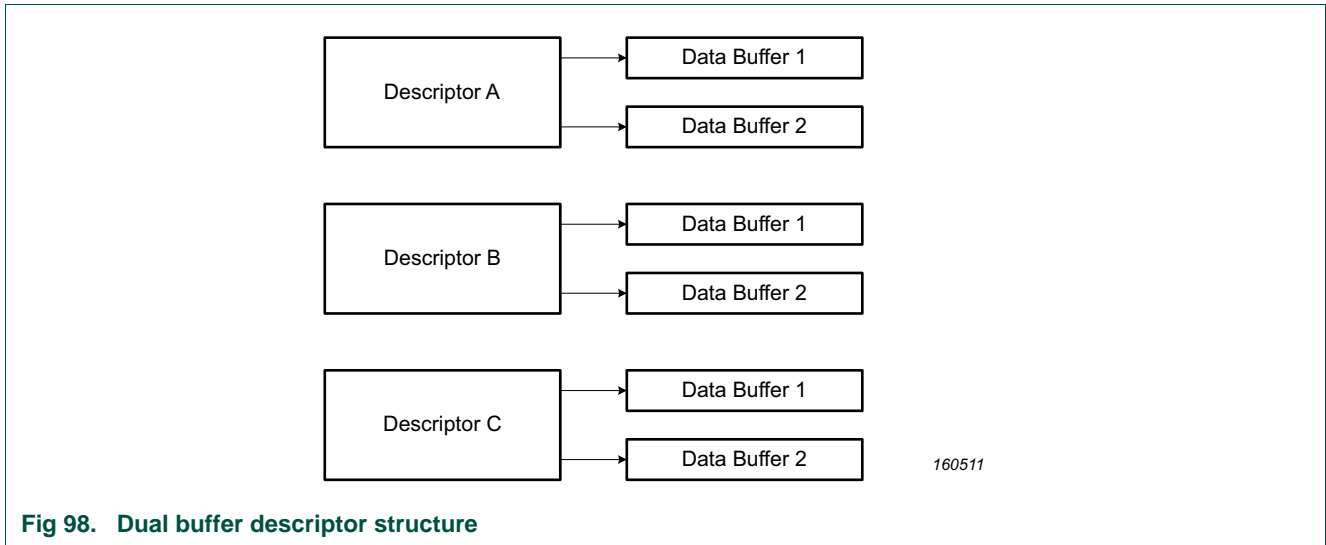 Descriptor A
Data Buffer 1
Data Buffer 2
Descriptor B
Data Buffer 1
Data Buffer 2
Descriptor C
Data Buffer 1
Data Buffer 2
160511
Fig 98. Dual buffer descriptor structure